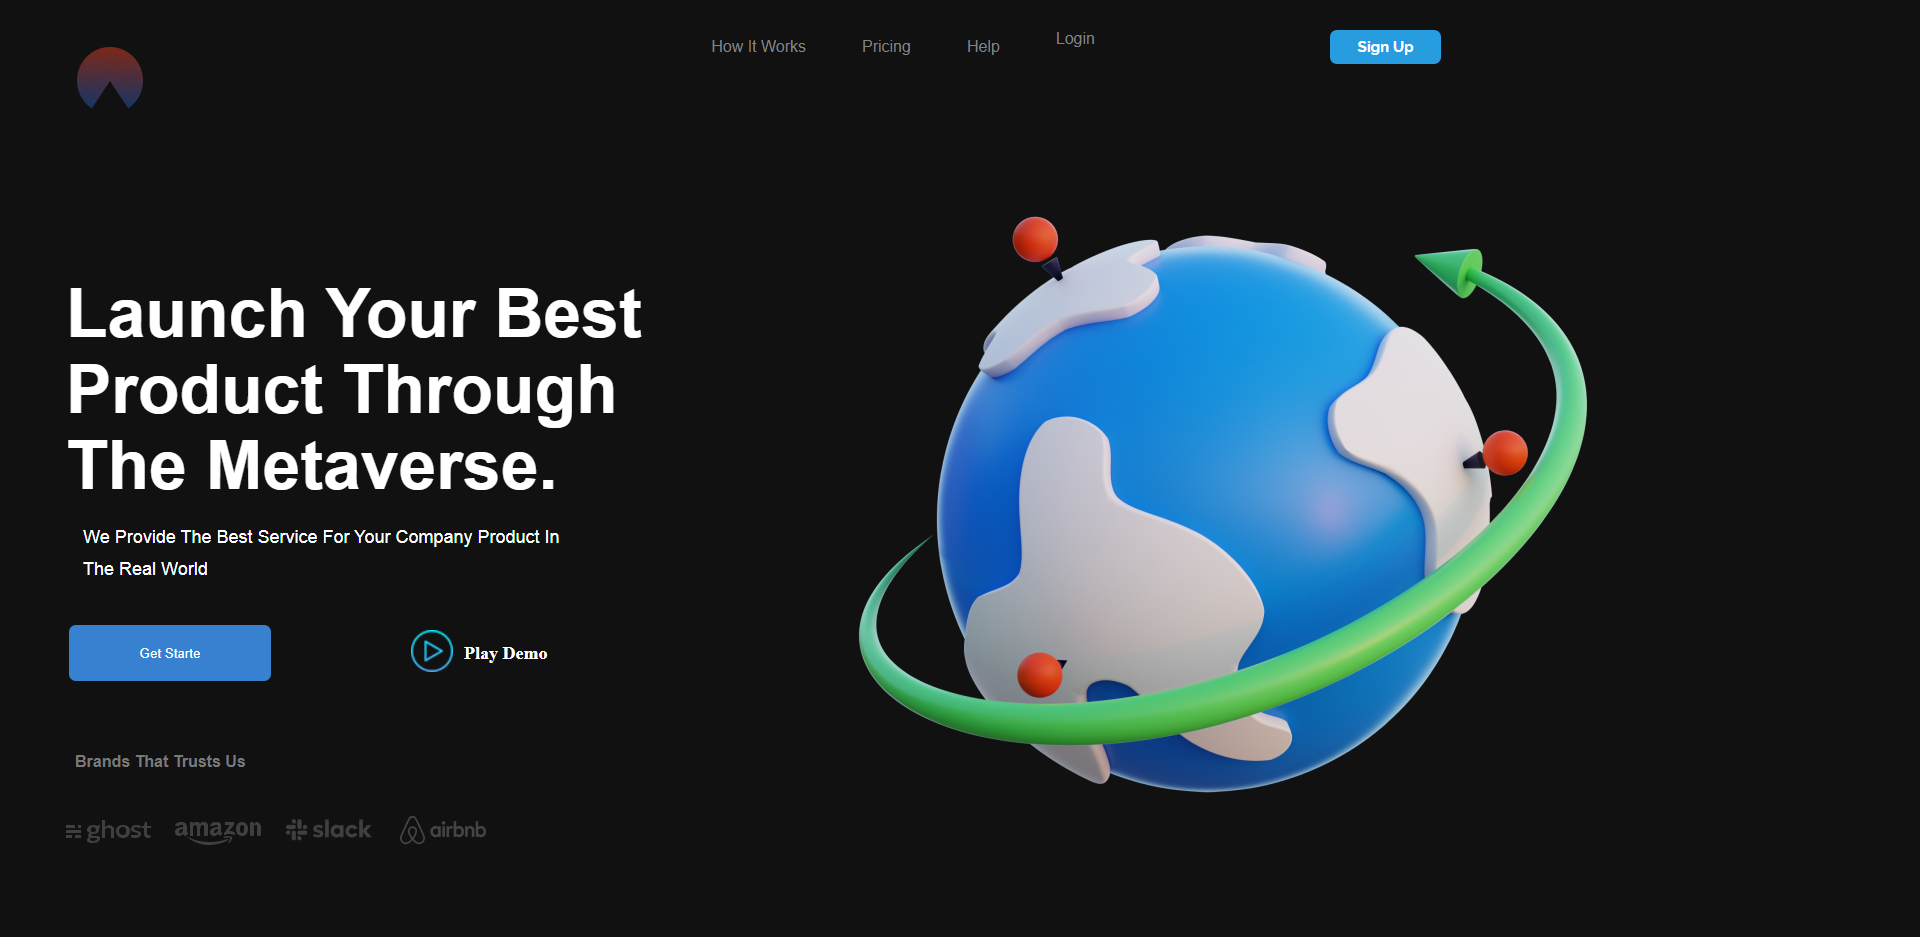 How It Works
Pricing
Help
Login
Sign Up
Launch Your Best
Product Through
The Metaverse.
We Provide The Best Service For Your Company Product In
The Real World
Get Starte
Play Demo
Brands That Trusts Us
ghost
amazon
slack
airbnb